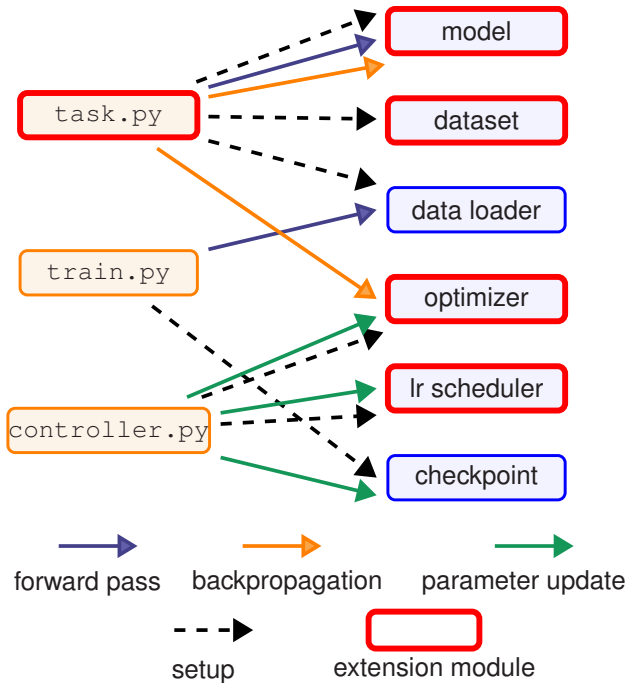 model
task.py
dataset
data loader
train.py
optimizer
lr scheduler
controller.py
checkpoint
forward pass
backpropagation
parameter update
setup
extension module